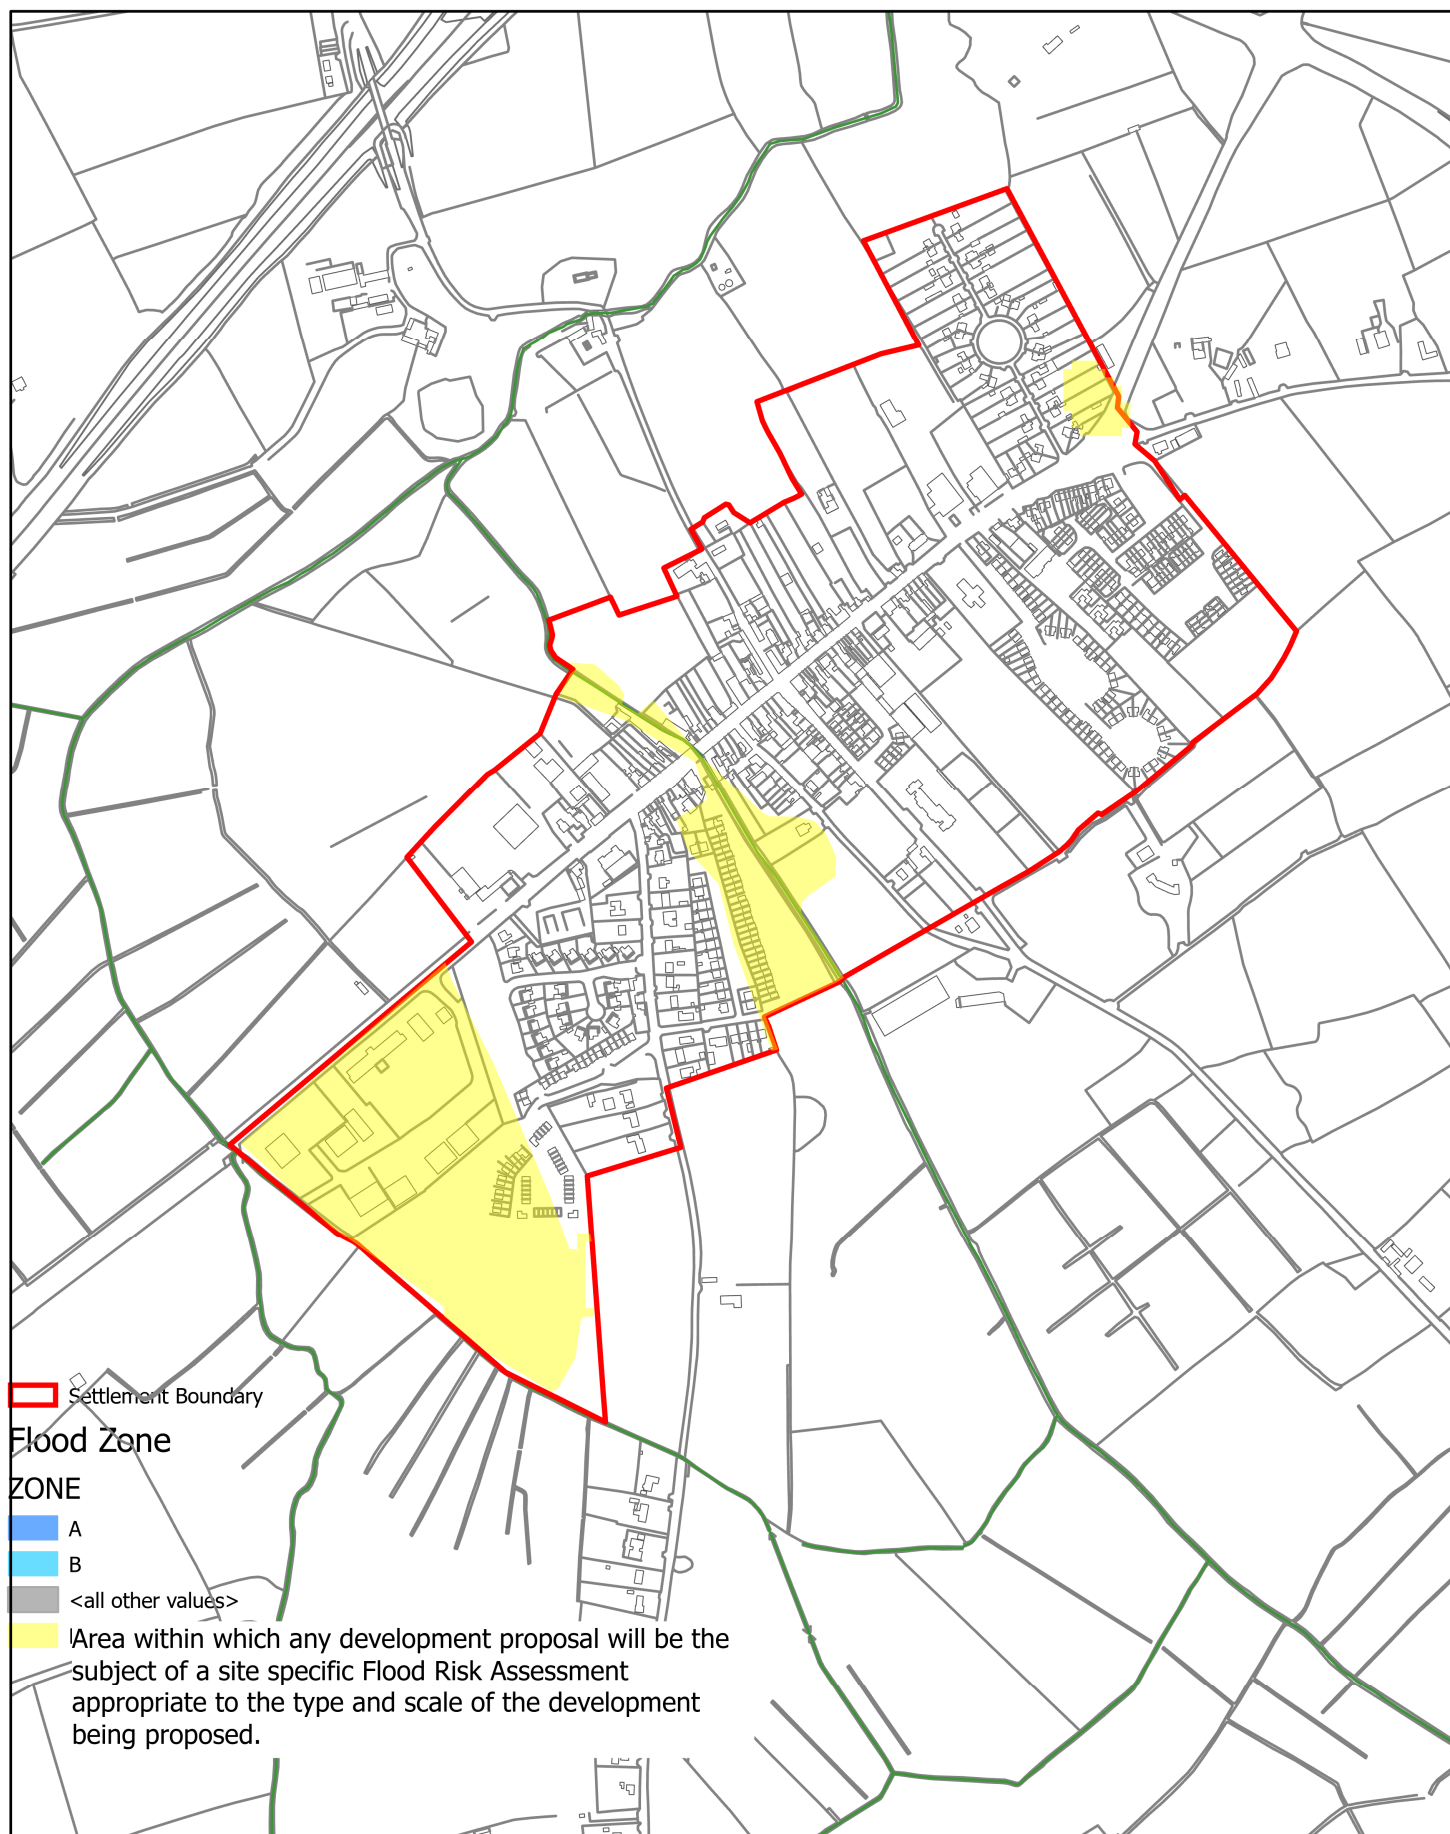 Settlement Boundary
Flood Zone
ZONE
A
B
<all other values>
Area within which any development proposal will be the
subject of a site specific Flood Risk Assessment
appropriate to the type and scale of the development
being proposed.